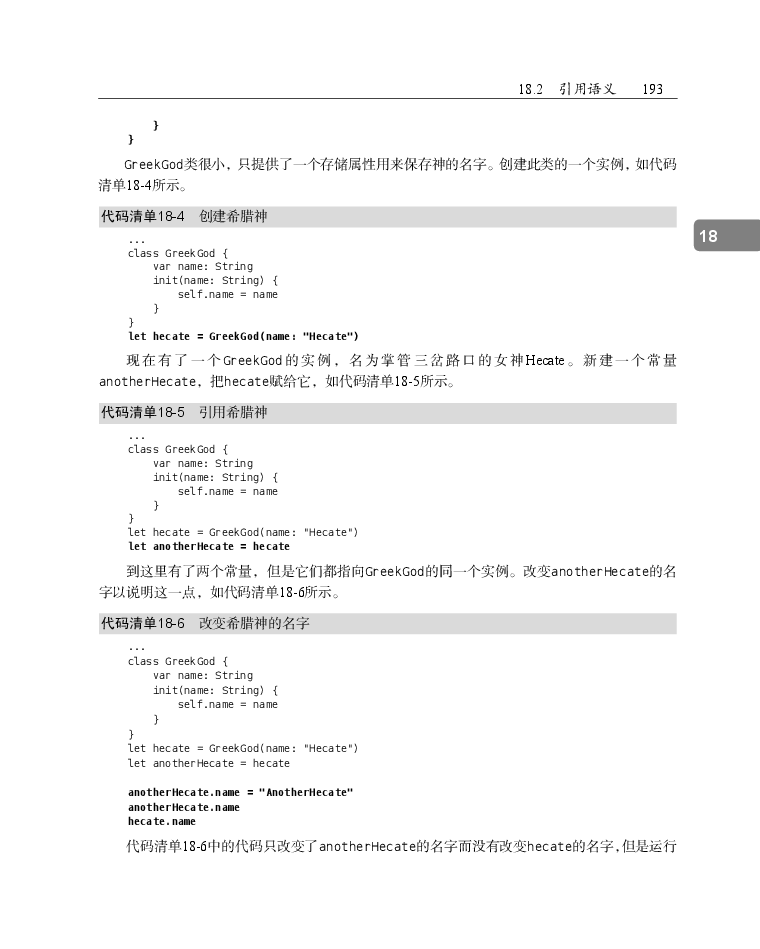 18.2 引用语义 193
}
}
GreekGod类很小，只提供了一个存储属性用来保存神的名字。创建此类的一个实例，如代码
清单18-4所示。
代码清单18-4 创建希腊神
18
...
class GreekGod {
var name: String
init(name: String) {
self.name = name
}
}
let hecate = GreekGod(name: "Hecate")
现在有了一个GreekGod的实例，名为掌管三岔路口的女神Hecate。新建一个常量
anotherHecate，把hecate赋给它，如代码清单18-5所示。
代码清单18-5 引用希腊神
...
class GreekGod {
var name: String
init(name: String) {
self.name = name
}
}
let hecate = GreekGod(name: "Hecate")
let anotherHecate = hecate
到这里有了两个常量，但是它们都指向GreekGod的同一个实例。改变anotherHecate的名
字以说明这一点，如代码清单18-6所示。
代码清单18-6 改变希腊神的名字
...
class GreekGod {
var name: String
init(name: String) {
self.name = name
}
}
let hecate = GreekGod(name: "Hecate")
let anotherHecate = hecate
anotherHecate.name = "AnotherHecate"
anotherHecate.name
hecate.name
代码清单18-6中的代码只改变了anotherHecate的名字而没有改变hecate的名字，但是运行